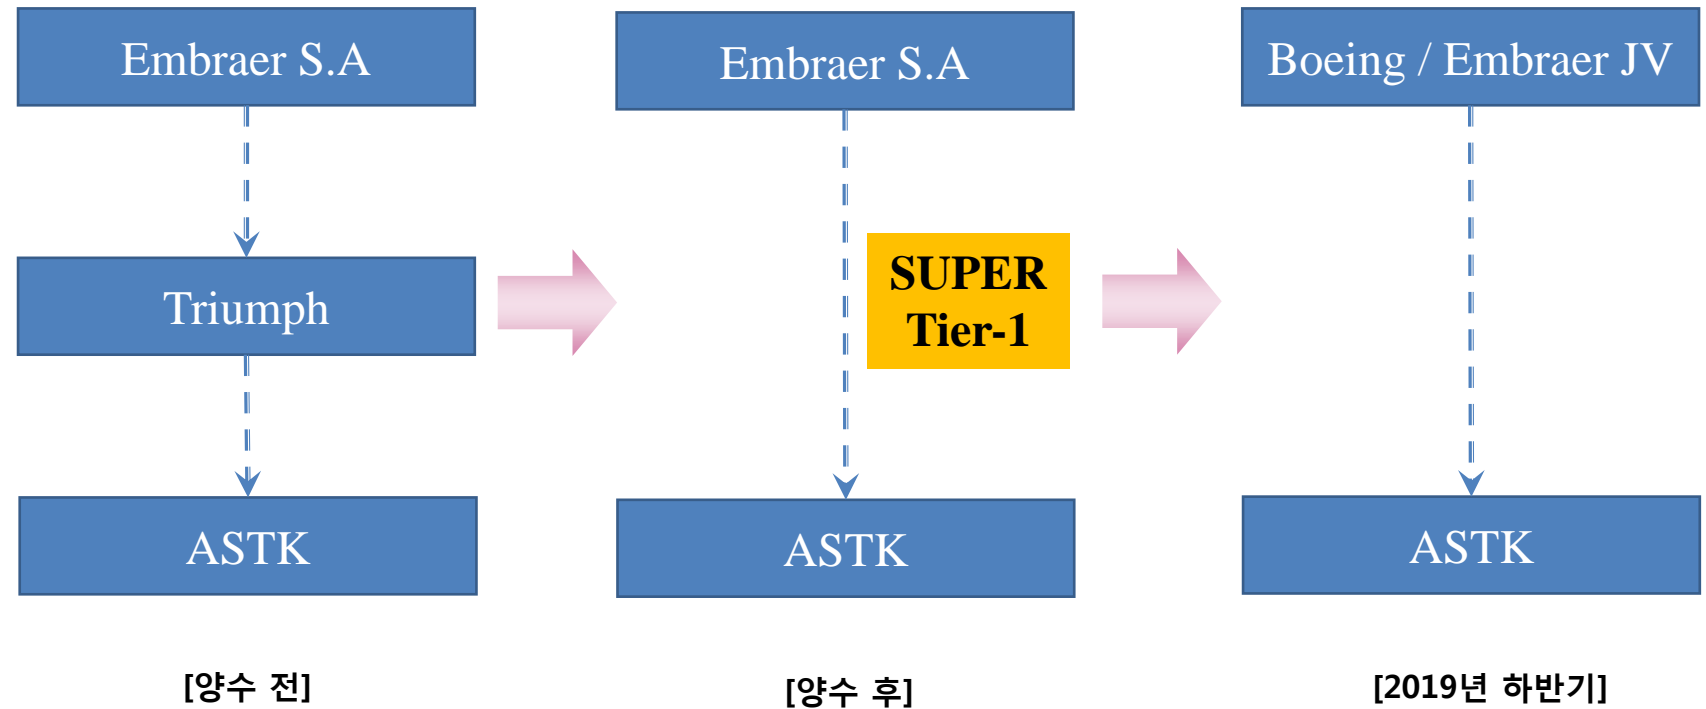 Embraer S.A
Triumph
ASTK
[양수 전]
Embraer S.A
SUPER
Tier-1
ASTK
[양수 후]
Boeing / Embraer JV
ASTK
[2019년 하반기]